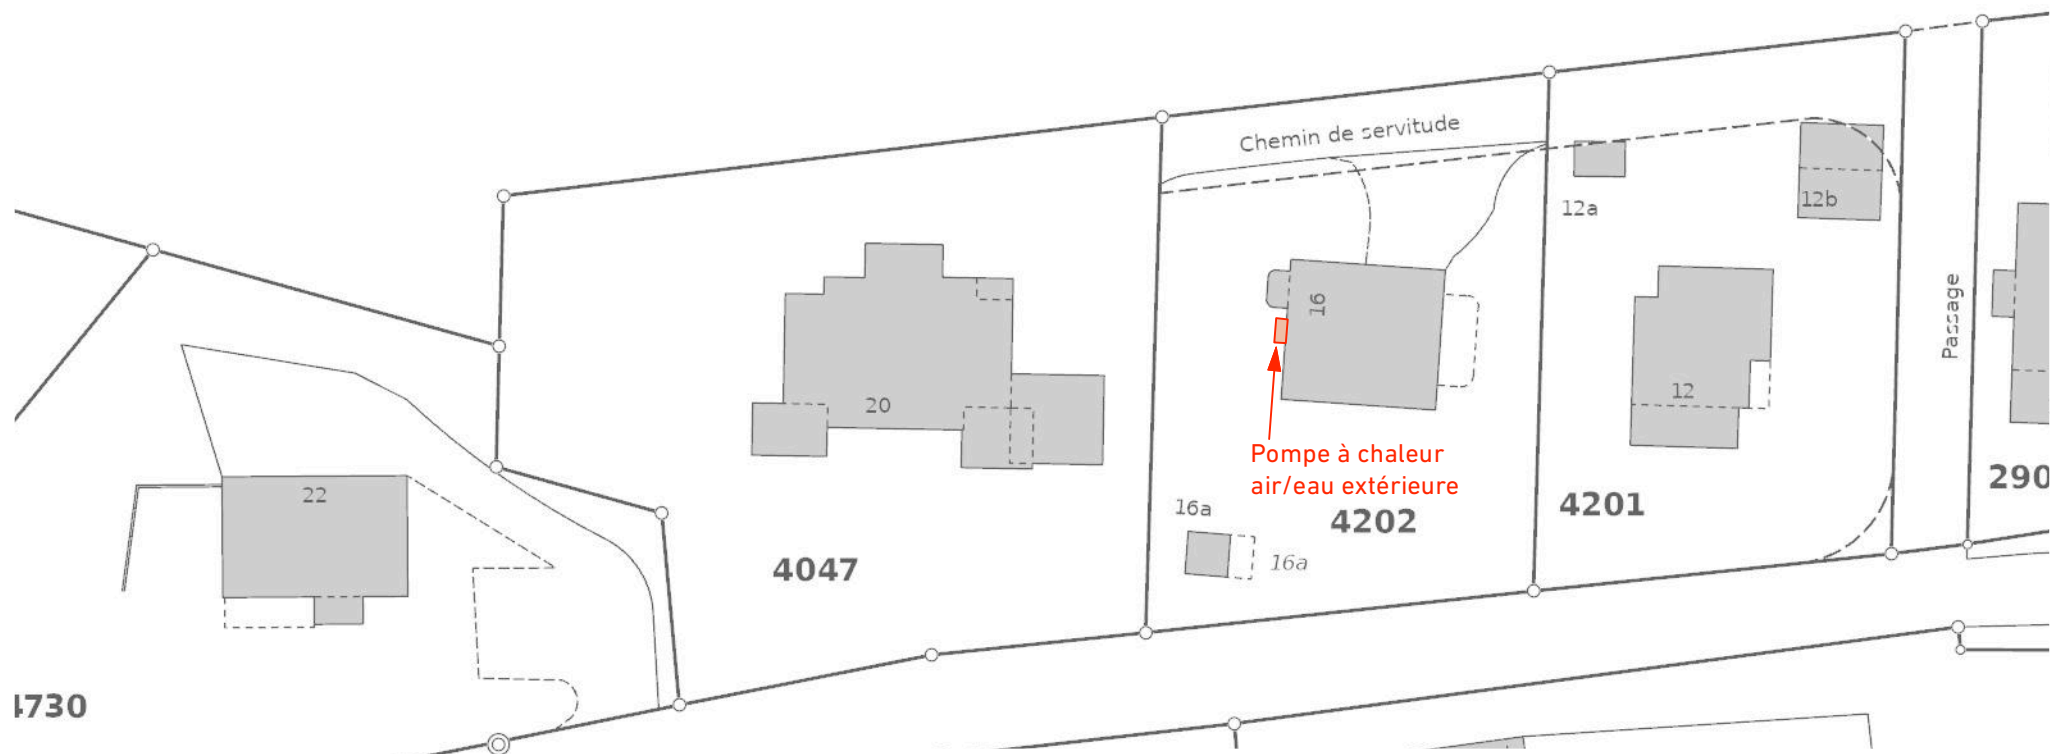 Chemin de servitude
12a
12b
16
Passage
20
12
Pompe à chaleur
air/eau extérieure
22
290
4201
16a
4202
16a
4047
4730